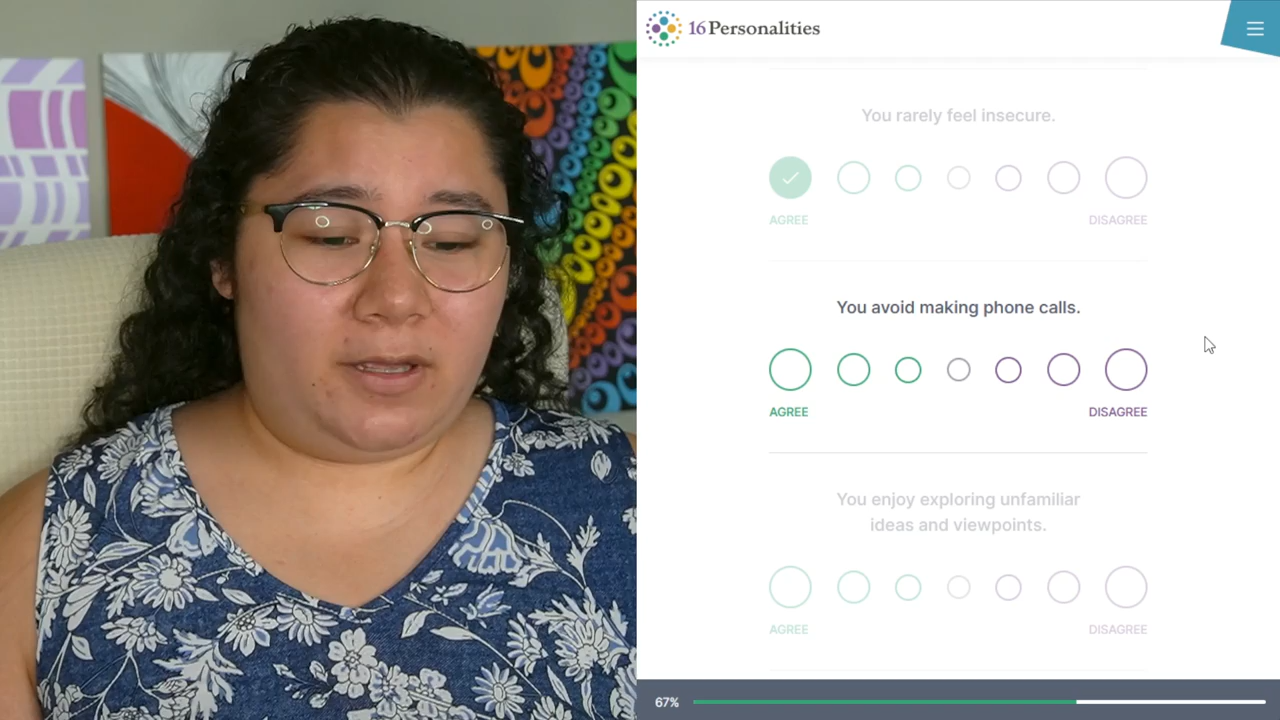 16Personalities
You rarely feel insecure.
AGREE DISAGREE
You avoid making phone calls.
AGREE DISAGREE
You enjoy exploring unfamiliar
ideas and viewpoints.
AGREE DISAGREE
67%